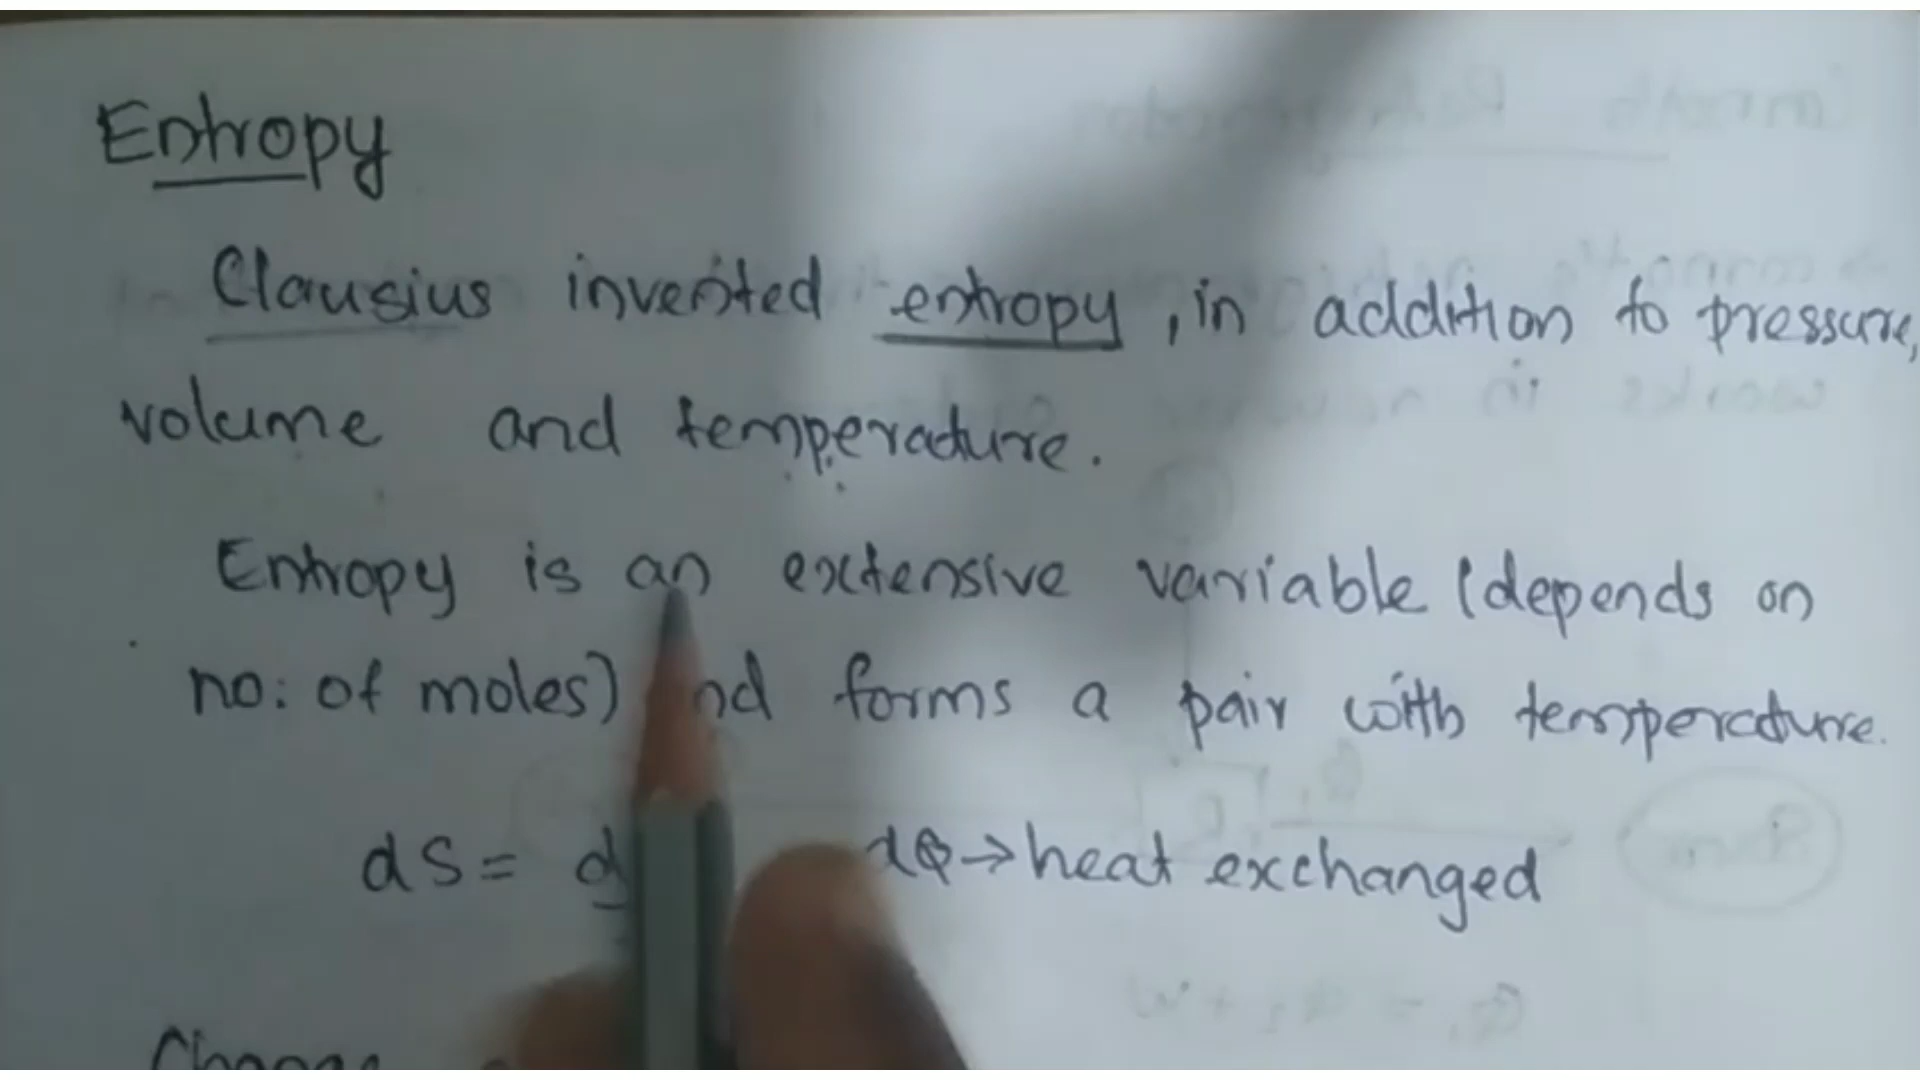 Entropy
Clausius invented entropy, in addition to pressure,
volume and temperature.
Entropy is an extensive variable (depends on
no: of moles) nd forms a pair with temperature.
dS = d dQ → heat exchanged
Change